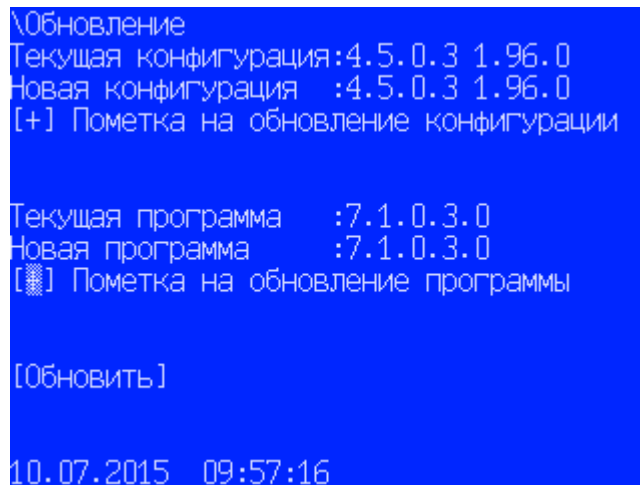 \Обновление
Текущая конфигурация:4.5.0.3 1.96.0
Новая конфигурация  :4.5.0.3 1.96.0
[+] Пометка на обновление конфигурации
Текущая программа   :7.1.0.3.0
Новая программа     :7.1.0.3.0
[+] Пометка на обновление программы
[Обновить]
10.07.2015  09:57:16